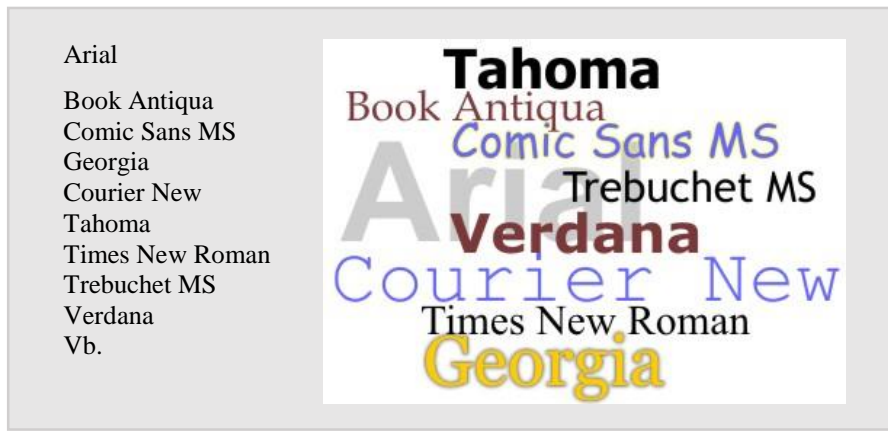 Arial
Book Antiqua
Comic Sans MS
Georgia
Courier New
Tahoma
Times New Roman
Trebuchet MS
Verdana
Vb.
Tahoma
Book Antiqua
Comic Sans MS
Arial
Trebuchet MS
Verdana
Courier New
Times New Roman
Georgia